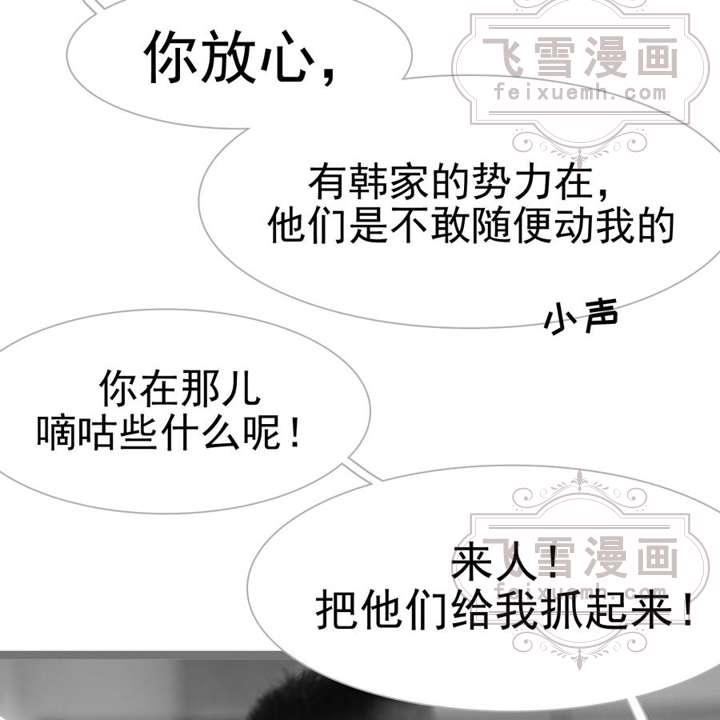 你放心，
飞雪漫画
feixuemh.com
有韩家的势力在，
他们是不敢随便动我的
小声
你在那儿
嘀咕些什么呢！
飞雪漫画
feixuemh.com
来人！
把他们给我抓起来！